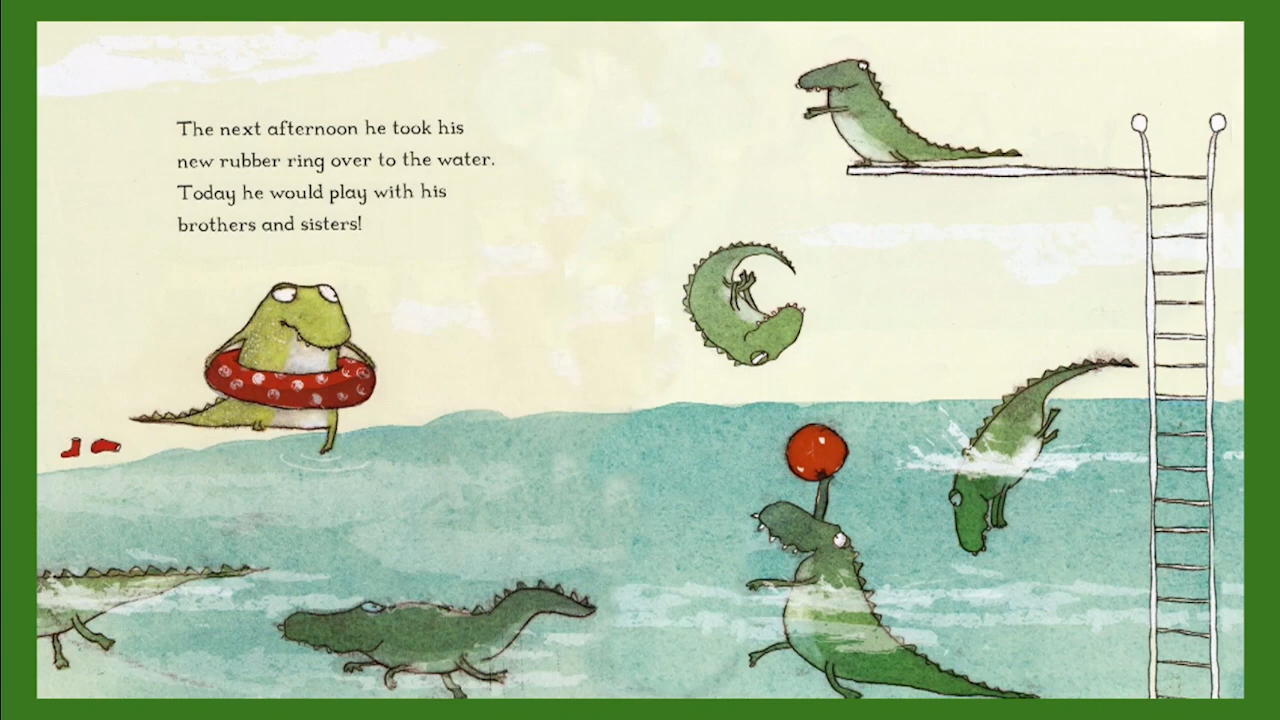 The next afternoon he took his
new rubber ring over to the water.
Today he would play with his
brothers and sisters!